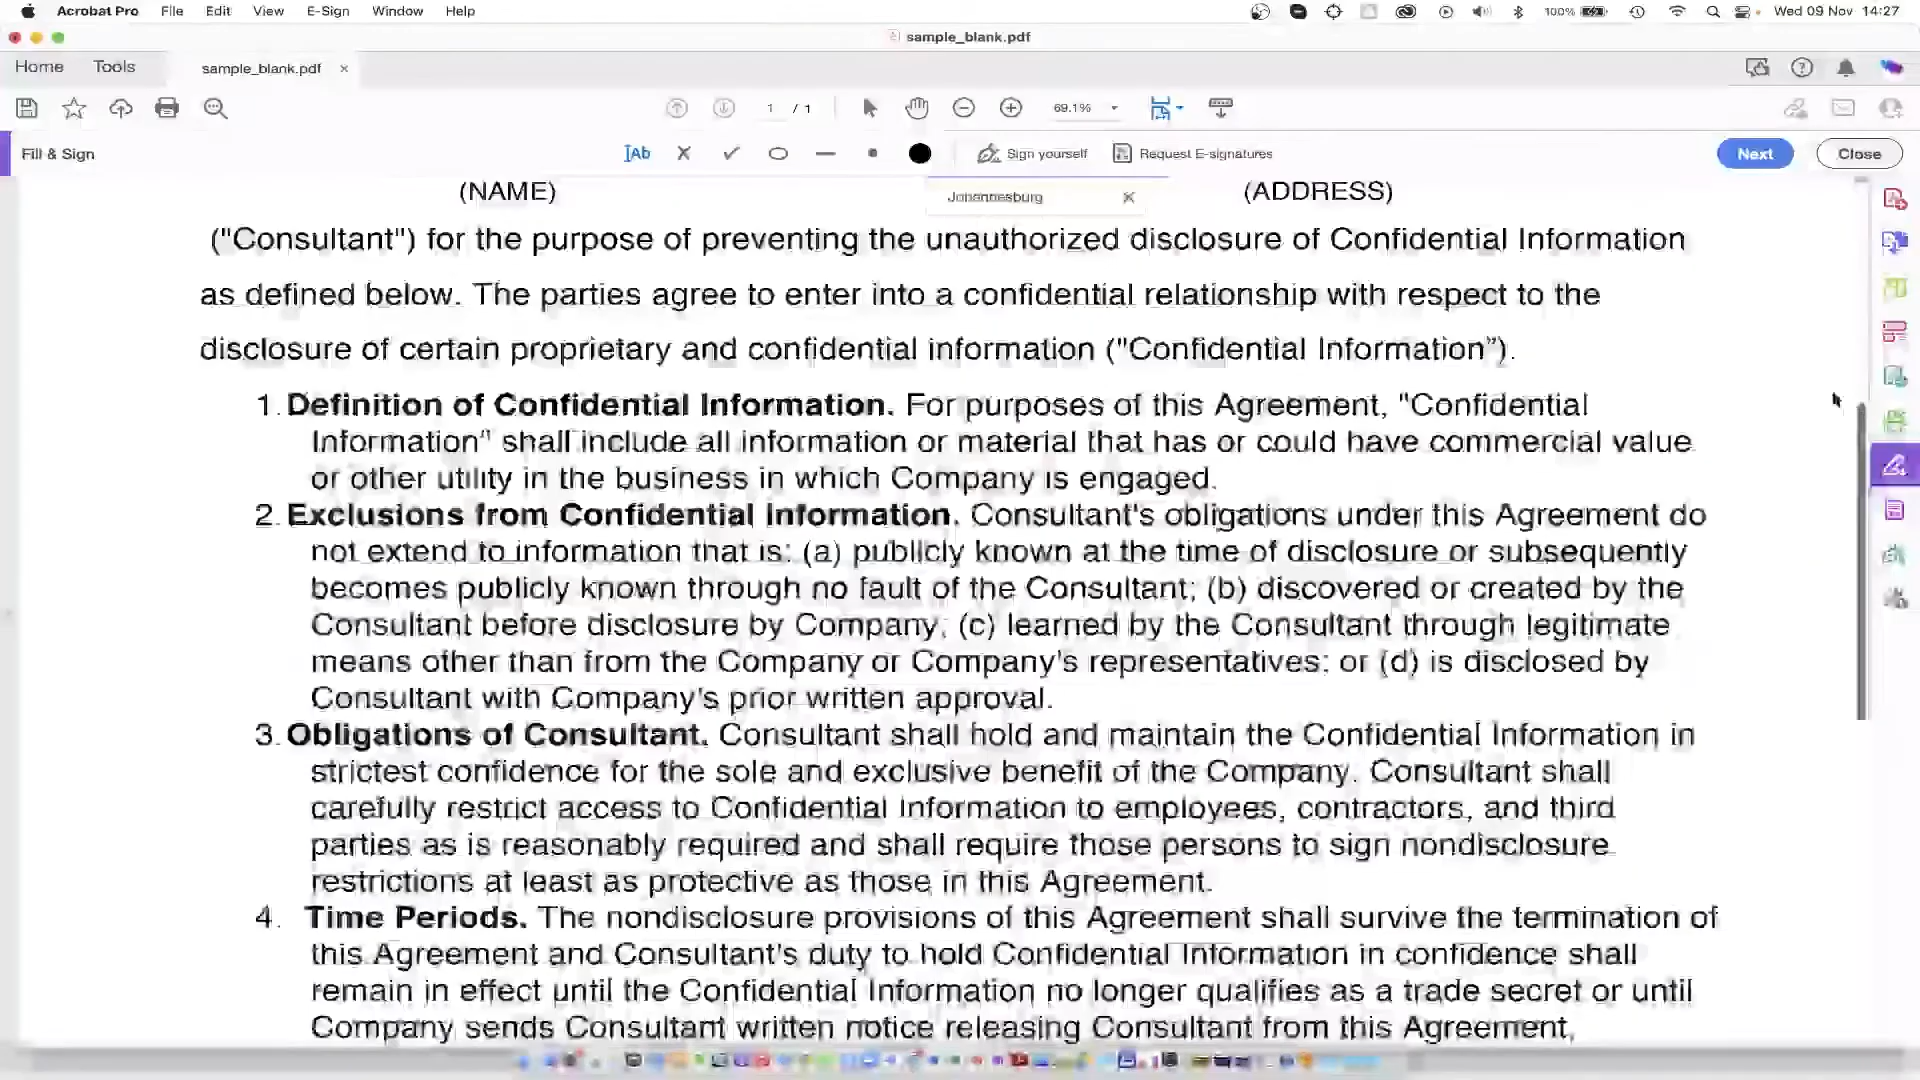 Acrobat Pro File Edit View E-Sign Window Help 100% Wed 09 Nov 14:27
sample_blank.pdf
Home Tools sample_blank.pdf
1 / 1 69.1%
Fill & Sign Ab Sign yourself Request E-signatures Next Close
(NAME) (ADDRESS)
Johannesburg
("Consultant") for the purpose of preventing the unauthorized disclosure of Confidential Information
as defined below. The parties agree to enter into a confidential relationship with respect to the
disclosure of certain proprietary and confidential information ("Confidential Information").
1. Definition of Confidential Information. For purposes of this Agreement, "Confidential
Information" shall include all information or material that has or could have commercial value
or other utility in the business in which Company is engaged.
2. Exclusions from Confidential Information. Consultant's obligations under this Agreement do
not extend to information that is: (a) publicly known at the time of disclosure or subsequently
becomes publicly known through no fault of the Consultant; (b) discovered or created by the
Consultant before disclosure by Company; (c) learned by the Consultant through legitimate
means other than from the Company or Company's representatives; or (d) is disclosed by
Consultant with Company's prior written approval.
3. Obligations of Consultant. Consultant shall hold and maintain the Confidential Information in
strictest confidence for the sole and exclusive benefit of the Company. Consultant shall
carefully restrict access to Confidential Information to employees, contractors, and third
parties as is reasonably required and shall require those persons to sign nondisclosure
restrictions at least as protective as those in this Agreement.
4. Time Periods. The nondisclosure provisions of this Agreement shall survive the termination of
this Agreement and Consultant's duty to hold Confidential Information in confidence shall
remain in effect until the Confidential Information no longer qualifies as a trade secret or until
Company sends Consultant written notice releasing Consultant from this Agreement,